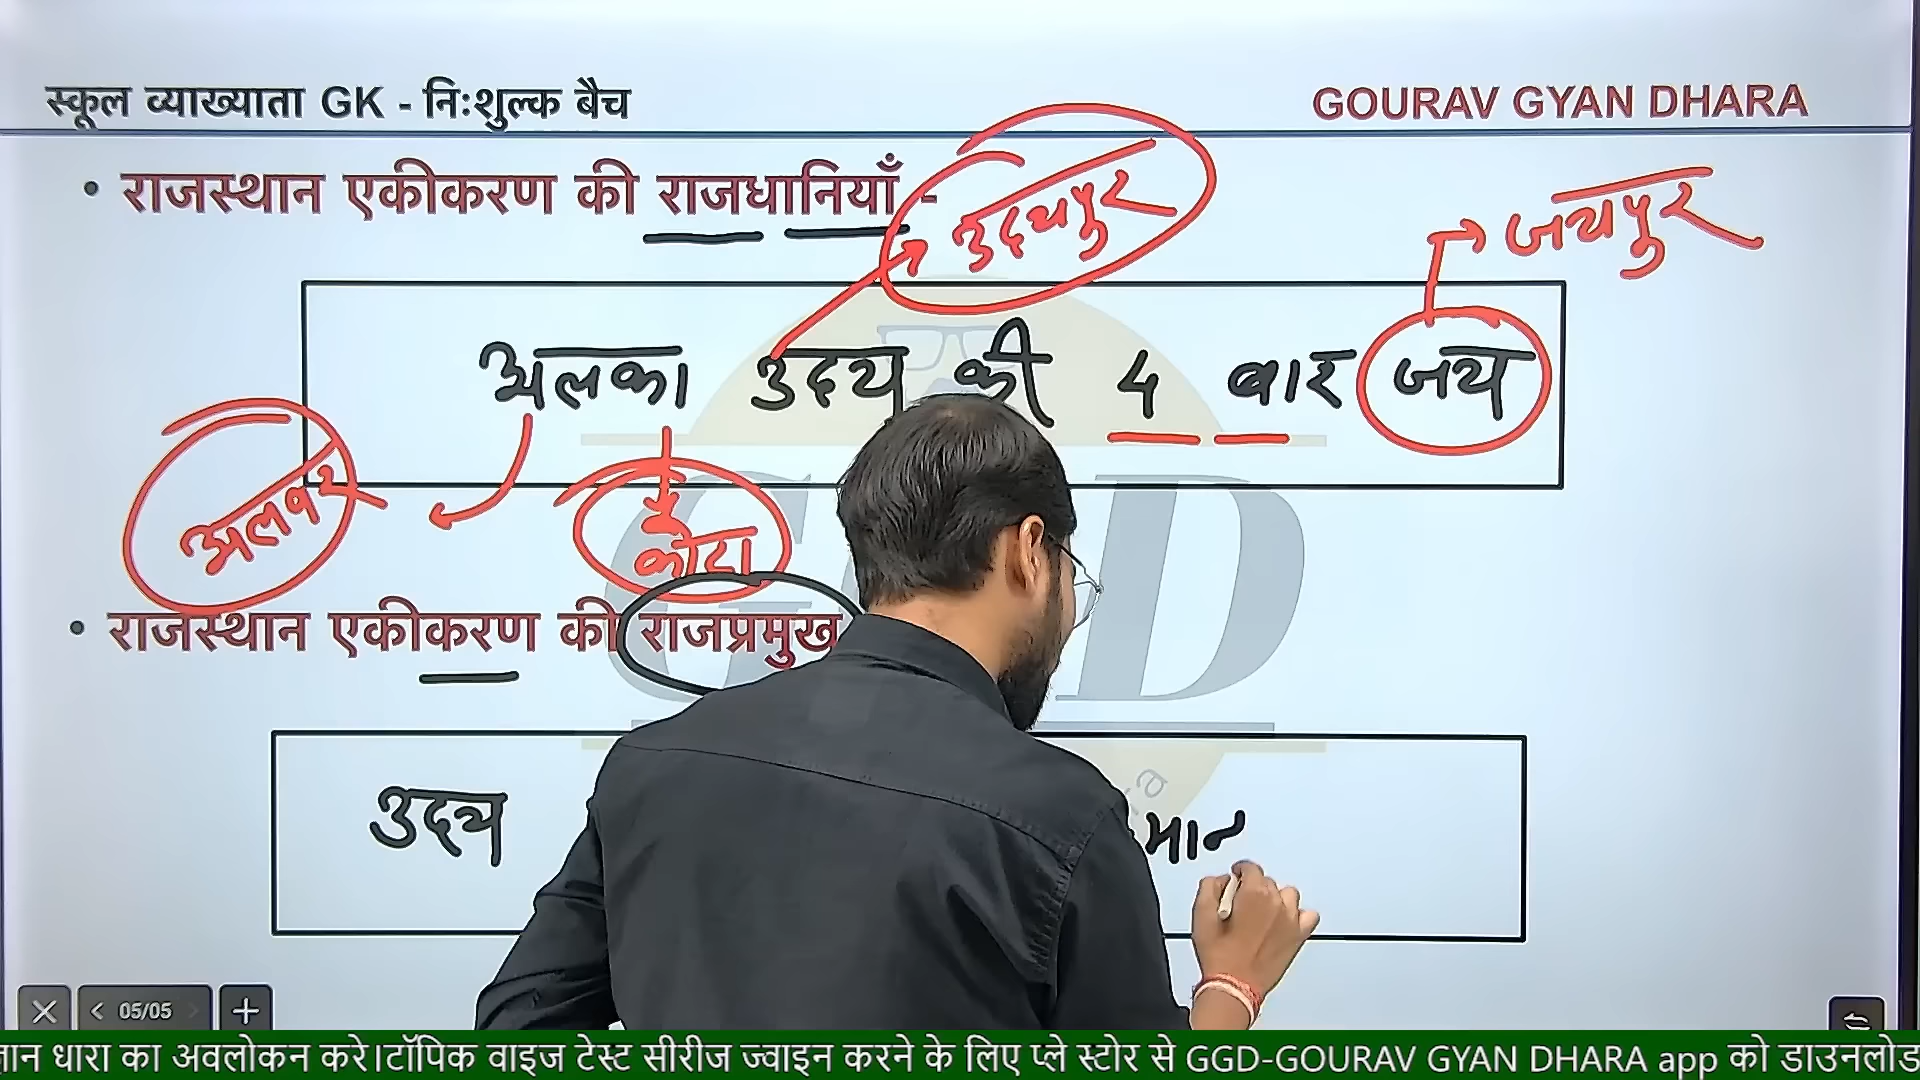 स्कूल व्याख्याता GK - निःशुल्क बैच
GOURAV GYAN DHARA
• राजस्थान एकीकरण की राजधानियाँ -
उदयपुर
जयपुर
अलका उदय की 4 बार जय
अलवर
कोटा
• राजस्थान एकीकरण की राजप्रमुख
उदय
मान
05/05
ज्ञान धारा का अवलोकन करे।टॉपिक वाइज टेस्ट सीरीज ज्वाइन करने के लिए प्ले स्टोर से GGD-GOURAV GYAN DHARA app को डाउनलोड